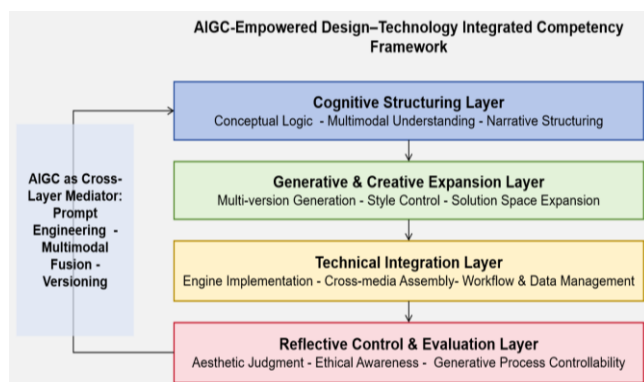 AIGC-Empowered Design–Technology Integrated Competency
Framework
Cognitive Structuring Layer
Conceptual Logic - Multimodal Understanding - Narrative Structuring
AIGC as Cross-
Layer Mediator:
Prompt
Engineering -
Multimodal
Fusion -
Versioning
Generative & Creative Expansion Layer
Multi-version Generation - Style Control - Solution Space Expansion
Technical Integration Layer
Engine Implementation - Cross-media Assembly- Workflow & Data Management
Reflective Control & Evaluation Layer
Aesthetic Judgment - Ethical Awareness - Generative Process Controllability